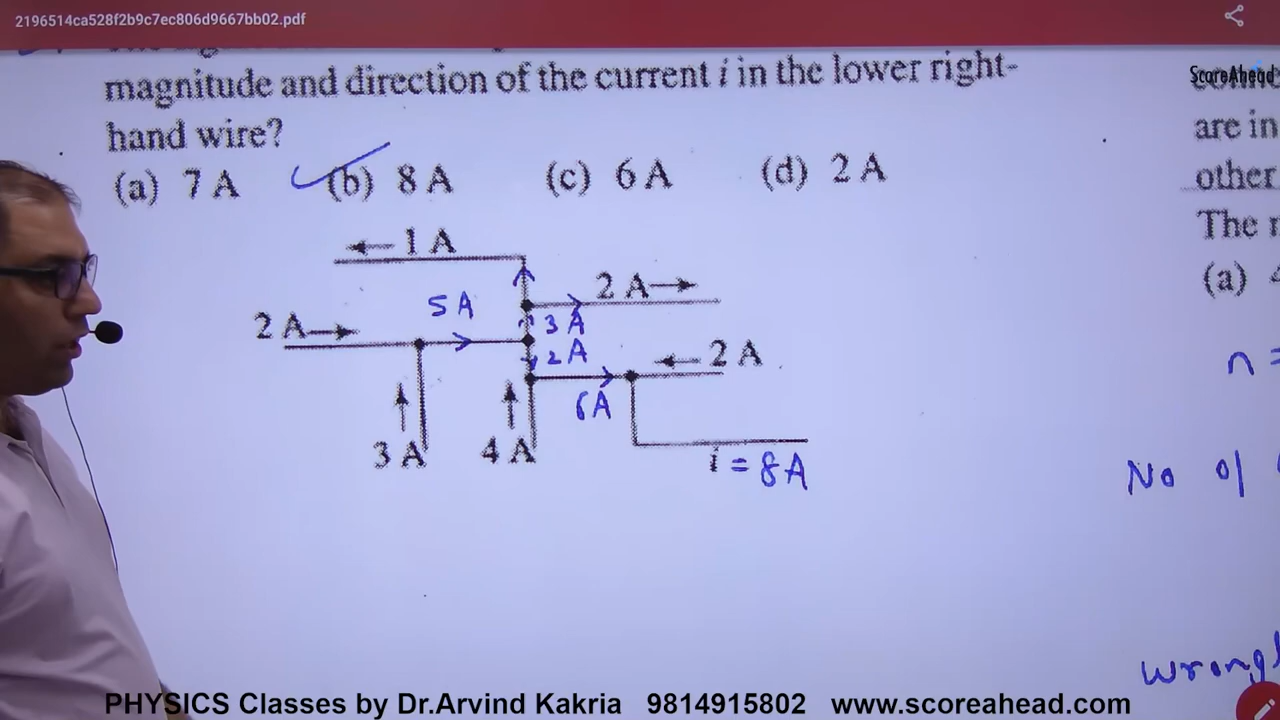 2196514ca528f2b9c7ec806d9667bb02.pdf
magnitude and direction of the current i in the lower right-
hand wire?
(a) 7 A (b) 8 A (c) 6 A (d) 2 A
1 A
2 A
5 A
2 A
3 A
2 A
2 A
6A
3 A
4 A
i = 8 A
ScoreAhead
are in
other
The
(a)
n =
No of
wrong
PHYSICS Classes by Dr.Arvind Kakria 9814915802 www.scoreahead.com